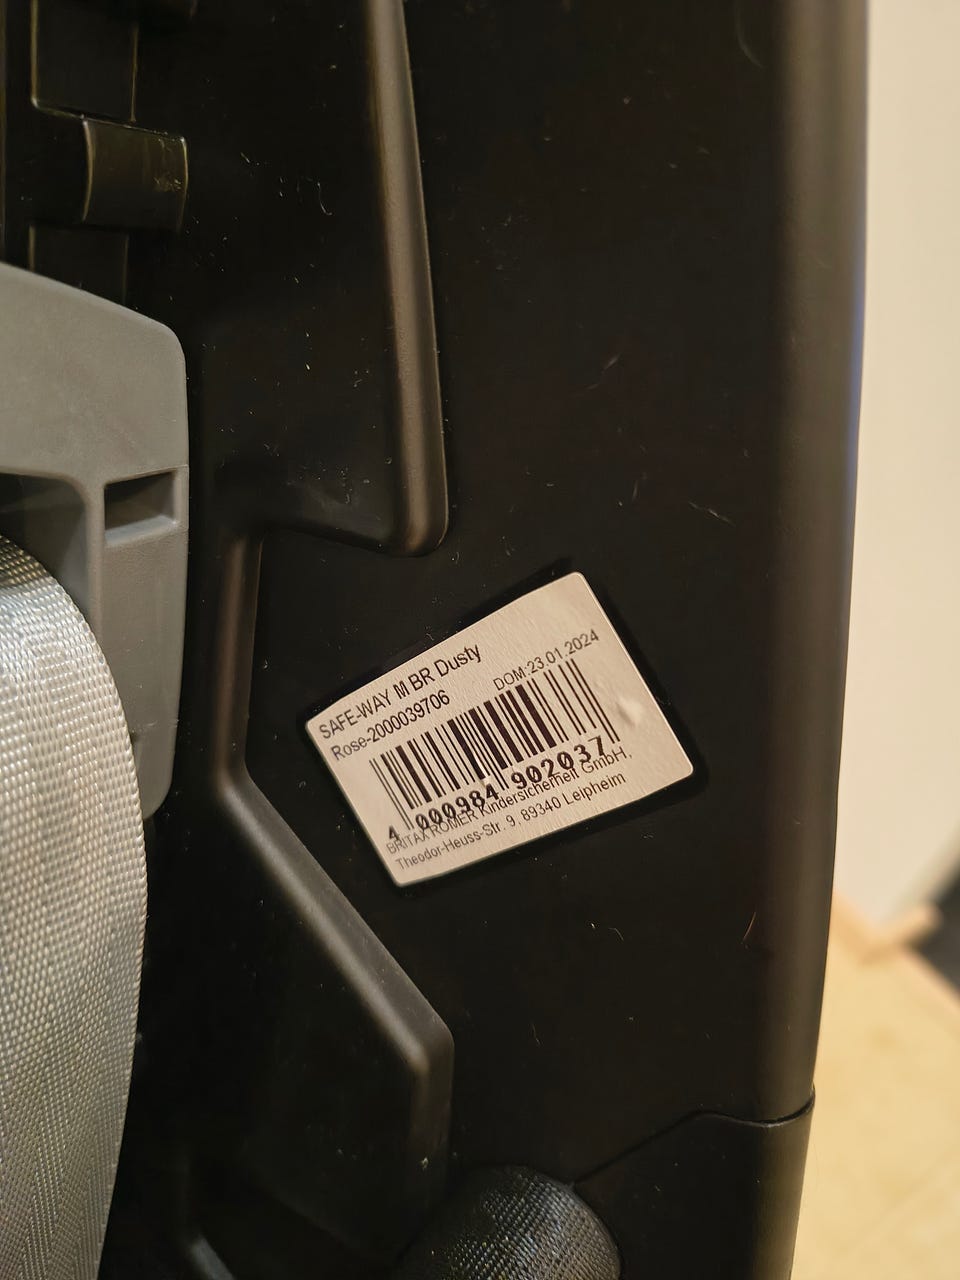 SAFE-WAY M BR Dusty
Rose-2000039706
DOM:23.01.2024
4 000984 902037
BRITAX RÖMER Kindersicherheit GmbH,
Theodor-Heuss-Str. 9, 89340 Leipheim